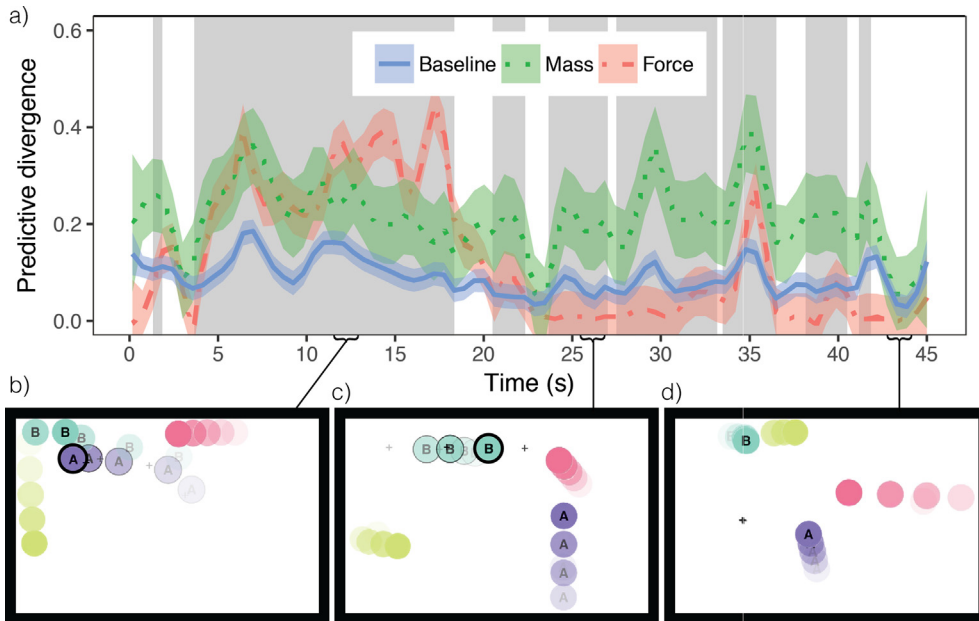 a)
0.6
Baseline Mass Force
0.4
Predictive divergence
0.2
0.0
0 5 10 15 20 25 30 35 40 45
Time (s)
b) c) d)
B B B B B
A A A A A
B B B B
A
A
A
A
B
A